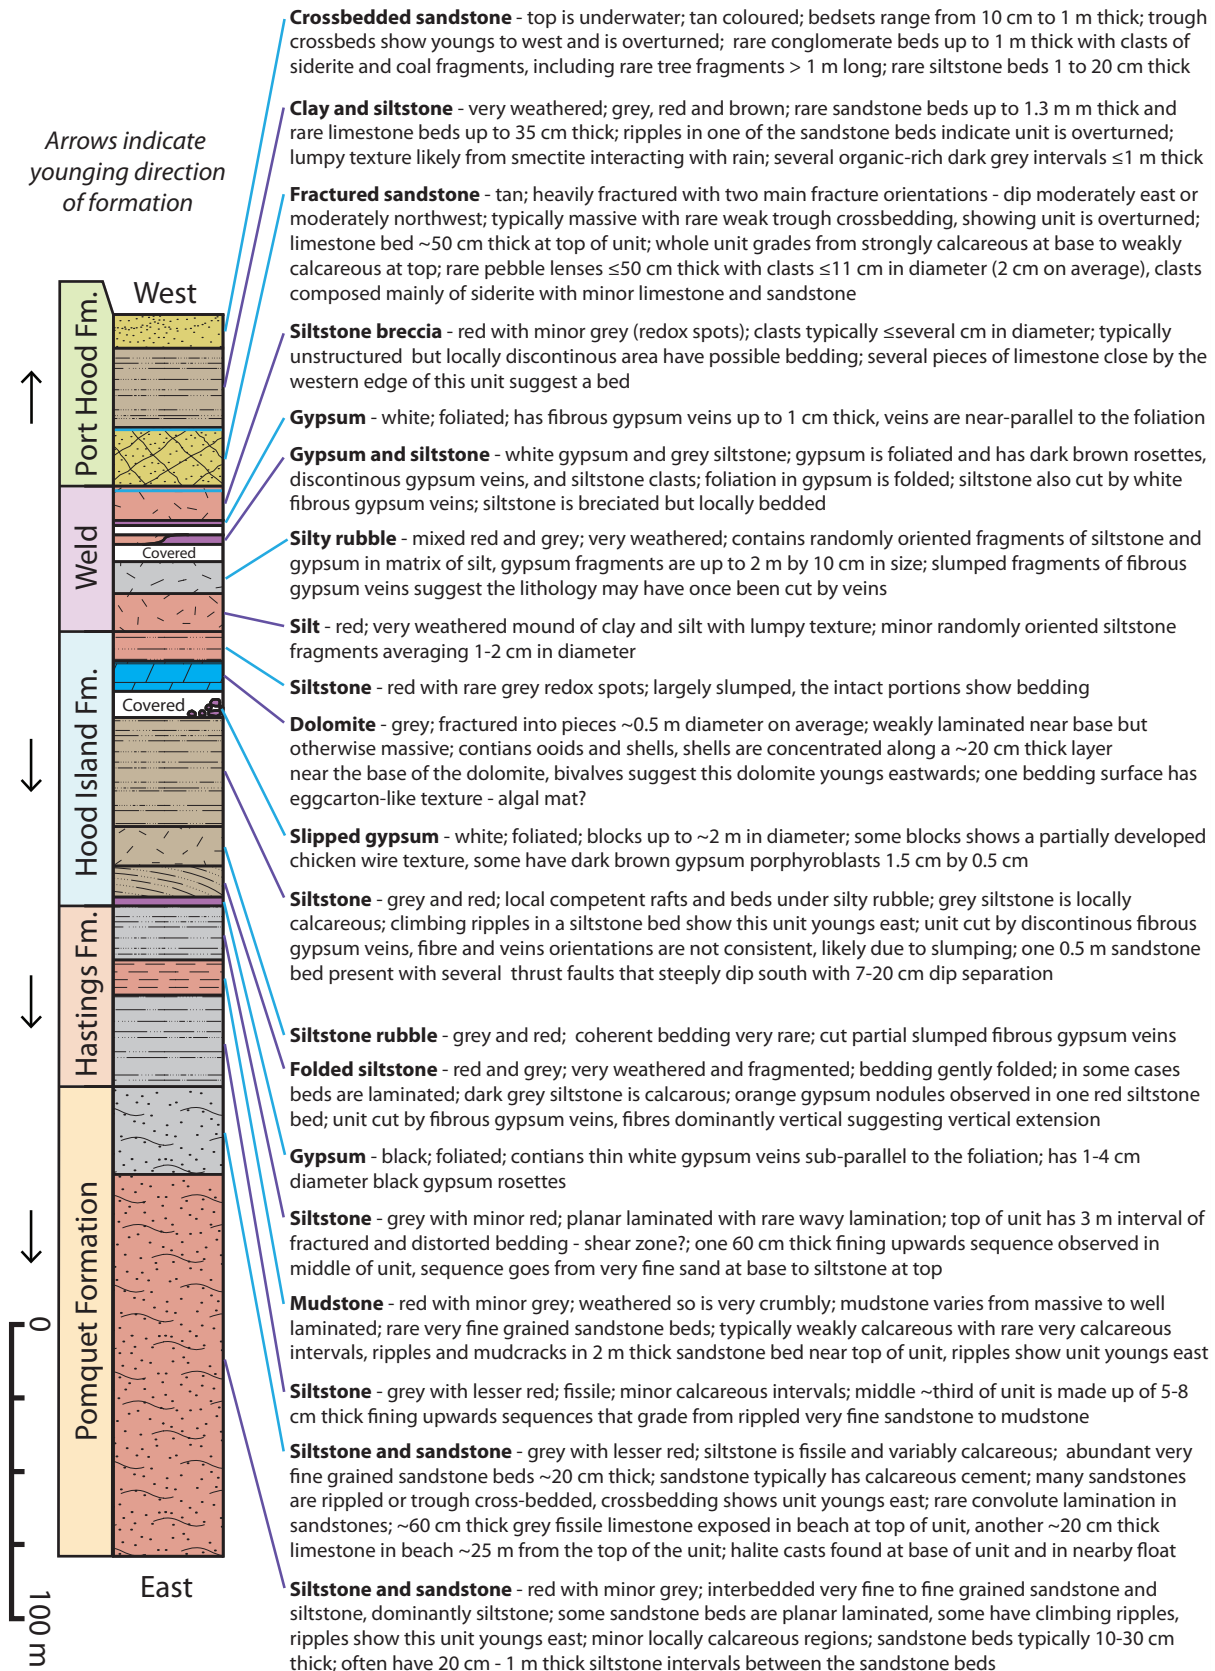 Arrows indicate
younging direction
of formation
West
Port Hood Fm.
Weld
Hood Island Fm.
Hastings Fm.
Pomquet Formation
Covered
Covered
East
0
100 m
Crossbedded sandstone - top is underwater; tan coloured; bedsets range from 10 cm to 1 m thick; trough
crossbeds show youngs to west and is overturned; rare conglomerate beds up to 1 m thick with clasts of
siderite and coal fragments, including rare tree fragments > 1 m long; rare siltstone beds 1 to 20 cm thick
Clay and siltstone - very weathered; grey, red and brown; rare sandstone beds up to 1.3 m m thick and
rare limestone beds up to 35 cm thick; ripples in one of the sandstone beds indicate unit is overturned;
lumpy texture likely from smectite interacting with rain; several organic-rich dark grey intervals ≤1 m thick
Fractured sandstone - tan; heavily fractured with two main fracture orientations - dip moderately east or
moderately northwest; typically massive with rare weak trough crossbedding, showing unit is overturned;
limestone bed ~50 cm thick at top of unit; whole unit grades from strongly calcareous at base to weakly
calcareous at top; rare pebble lenses ≤50 cm thick with clasts ≤11 cm in diameter (2 cm on average), clasts
composed mainly of siderite with minor limestone and sandstone
Siltstone breccia - red with minor grey (redox spots); clasts typically ≤several cm in diameter; typically
unstructured but locally discontinous area have possible bedding; several pieces of limestone close by the
western edge of this unit suggest a bed
Gypsum - white; foliated; has fibrous gypsum veins up to 1 cm thick, veins are near-parallel to the foliation
Gypsum and siltstone - white gypsum and grey siltstone; gypsum is foliated and has dark brown rosettes,
discontinous gypsum veins, and siltstone clasts; foliation in gypsum is folded; siltstone also cut by white
fibrous gypsum veins; siltstone is breciated but locally bedded
Silty rubble - mixed red and grey; very weathered; contains randomly oriented fragments of siltstone and
gypsum in matrix of silt, gypsum fragments are up to 2 m by 10 cm in size; slumped fragments of fibrous
gypsum veins suggest the lithology may have once been cut by veins
Silt - red; very weathered mound of clay and silt with lumpy texture; minor randomly oriented siltstone
fragments averaging 1-2 cm in diameter
Siltstone - red with rare grey redox spots; largely slumped, the intact portions show bedding
Dolomite - grey; fractured into pieces ~0.5 m diameter on average; weakly laminated near base but
otherwise massive; contians ooids and shells, shells are concentrated along a ~20 cm thick layer
near the base of the dolomite, bivalves suggest this dolomite youngs eastwards; one bedding surface has
eggcarton-like texture - algal mat?
Slipped gypsum - white; foliated; blocks up to ~2 m in diameter; some blocks shows a partially developed
chicken wire texture, some have dark brown gypsum porphyroblasts 1.5 cm by 0.5 cm
Siltstone - grey and red; local competent rafts and beds under silty rubble; grey siltstone is locally
calcareous; climbing ripples in a siltstone bed show this unit youngs east; unit cut by discontinous fibrous
gypsum veins, fibre and veins orientations are not consistent, likely due to slumping; one 0.5 m sandstone
bed present with several thrust faults that steeply dip south with 7-20 cm dip separation
Siltstone rubble - grey and red; coherent bedding very rare; cut partial slumped fibrous gypsum veins
Folded siltstone - red and grey; very weathered and fragmented; bedding gently folded; in some cases
beds are laminated; dark grey siltstone is calcarous; orange gypsum nodules observed in one red siltstone
bed; unit cut by fibrous gypsum veins, fibres dominantly vertical suggesting vertical extension
Gypsum - black; foliated; contians thin white gypsum veins sub-parallel to the foliation; has 1-4 cm
diameter black gypsum rosettes
Siltstone - grey with minor red; planar laminated with rare wavy lamination; top of unit has 3 m interval of
fractured and distorted bedding - shear zone?; one 60 cm thick fining upwards sequence observed in
middle of unit, sequence goes from very fine sand at base to siltstone at top
Mudstone - red with minor grey; weathered so is very crumbly; mudstone varies from massive to well
laminated; rare very fine grained sandstone beds; typically weakly calcareous with rare very calcareous
intervals, ripples and mudcracks in 2 m thick sandstone bed near top of unit, ripples show unit youngs east
Siltstone - grey with lesser red; fissile; minor calcareous intervals; middle ~third of unit is made up of 5-8
cm thick fining upwards sequences that grade from rippled very fine sandstone to mudstone
Siltstone and sandstone - grey with lesser red; siltstone is fissile and variably calcareous; abundant very
fine grained sandstone beds ~20 cm thick; sandstone typically has calcareous cement; many sandstones
are rippled or trough cross-bedded, crossbedding shows unit youngs east; rare convolute lamination in
sandstones; ~60 cm thick grey fissile limestone exposed in beach at top of unit, another ~20 cm thick
limestone in beach ~25 m from the top of the unit; halite casts found at base of unit and in nearby float
Siltstone and sandstone - red with minor grey; interbedded very fine to fine grained sandstone and
siltstone, dominantly siltstone; some sandstone beds are planar laminated, some have climbing ripples,
ripples show this unit youngs east; minor locally calcareous regions; sandstone beds typically 10-30 cm
thick; often have 20 cm - 1 m thick siltstone intervals between the sandstone beds